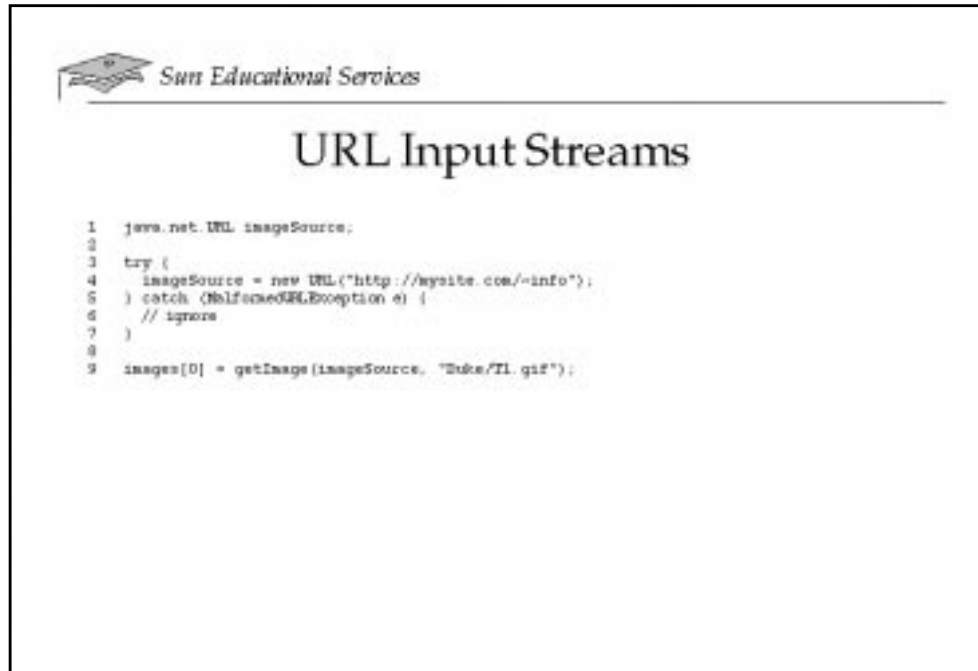 Sun Educational Services
URL Input Streams
1 java.net.URL imageSource;
2
3 try {
4 imageSource = new URL("http://mysite.com/~info");
5 } catch (MalformedURLException e) {
6 // ignore
7 }
8
9 images[0] = getImage(imageSource, "Duke/T1.gif");